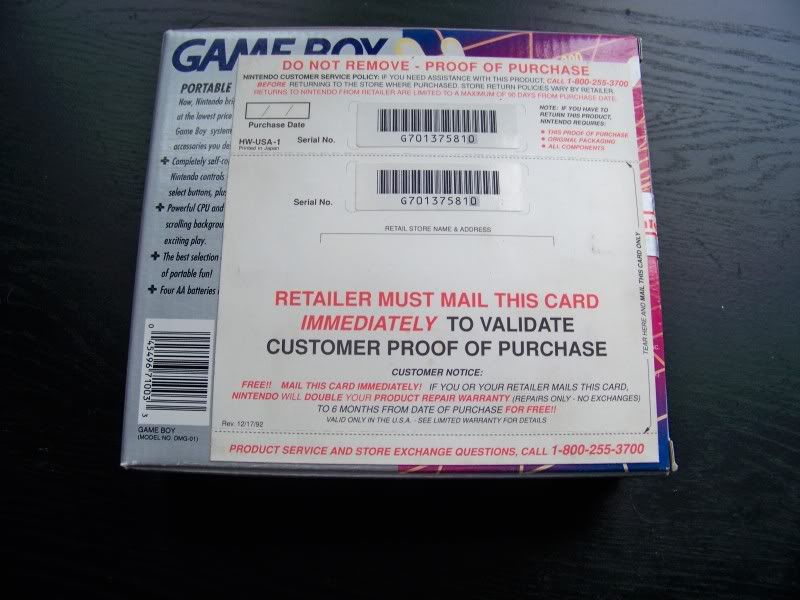 GAME BOY
DO NOT REMOVE - PROOF OF PURCHASE
NINTENDO CUSTOMER SERVICE POLICY: IF YOU NEED ASSISTANCE WITH THIS PRODUCT, CALL 1-800-255-3700
BEFORE RETURNING TO THE STORE WHERE PURCHASED. STORE RETURN POLICIES VARY BY RETAILER.
RETURNS TO NINTENDO FROM RETAILER ARE LIMITED TO A MAXIMUM OF 90 DAYS FROM PURCHASE DATE.
/ /
Purchase Date
HW-USA-1
Printed in Japan
Serial No.
G701375810
NOTE: IF YOU HAVE TO
RETURN THIS PRODUCT,
NINTENDO REQUIRES:
● THIS PROOF OF PURCHASE
● ORIGINAL PACKAGING
● ALL COMPONENTS
Serial No.
G701375810
RETAIL STORE NAME & ADDRESS
RETAILER MUST MAIL THIS CARD
IMMEDIATELY TO VALIDATE
CUSTOMER PROOF OF PURCHASE
CUSTOMER NOTICE:
FREE!! MAIL THIS CARD IMMEDIATELY! IF YOU OR YOUR RETAILER MAILS THIS CARD,
NINTENDO WILL DOUBLE YOUR PRODUCT REPAIR WARRANTY (REPAIRS ONLY - NO EXCHANGES)
TO 6 MONTHS FROM DATE OF PURCHASE FOR FREE!!
VALID ONLY IN THE U.S.A. - SEE LIMITED WARRANTY FOR DETAILS
Rev. 12/17/92
TEAR HERE AND MAIL THIS CARD ONLY
PRODUCT SERVICE AND STORE EXCHANGE QUESTIONS, CALL 1-800-255-3700
PORTABLE
Now, Nintendo
at the lowest price
Game Boy system
accessories you
Completely
Nintendo controls
select buttons,
Powerful CPU and
scrolling
exciting play.
The best selection
of portable fun!
Four AA batteries
0 45496 71003 3
GAME BOY
(MODEL NO. DMG-01)